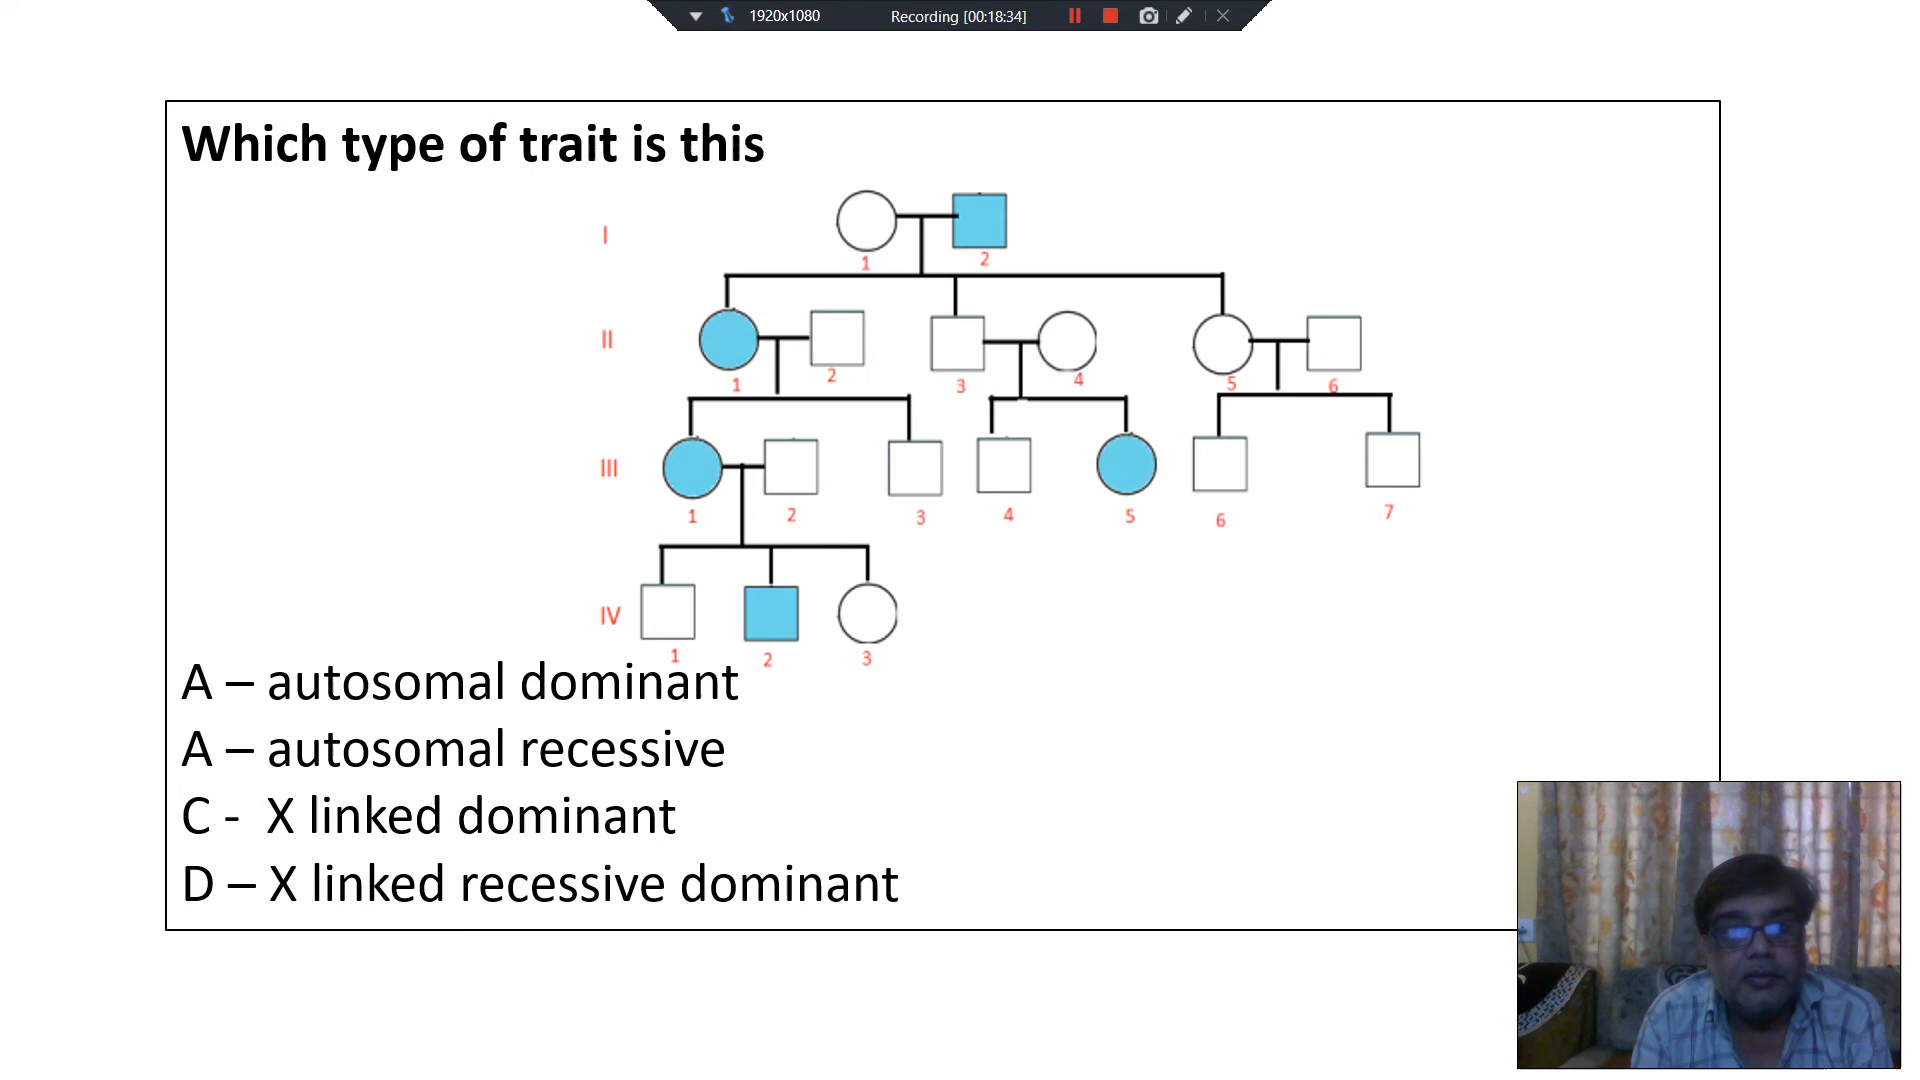 1920x1080 Recording [00:18:34]
Which type of trait is this
I
1 2
II
1 2 3 4 5 6
III
1 2 3 4 5 6 7
IV
1 2 3
A – autosomal dominant
A – autosomal recessive
C - X linked dominant
D – X linked recessive dominant